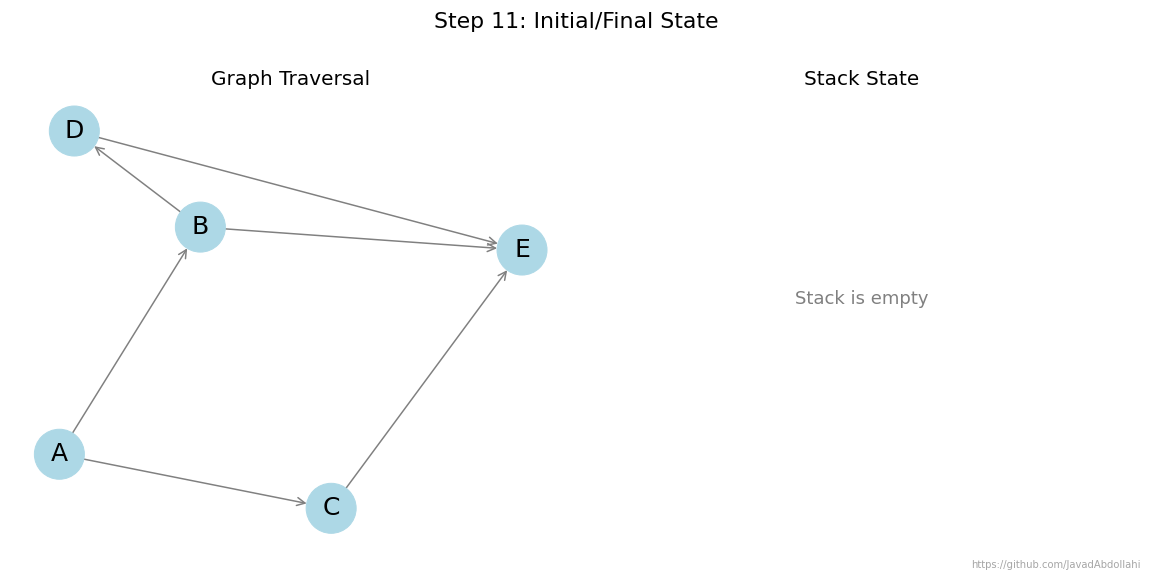 Step 11: Initial/Final State
Graph Traversal
Stack State
D
B
E
Stack is empty
A
C
https://github.com/JavadAbdollahi